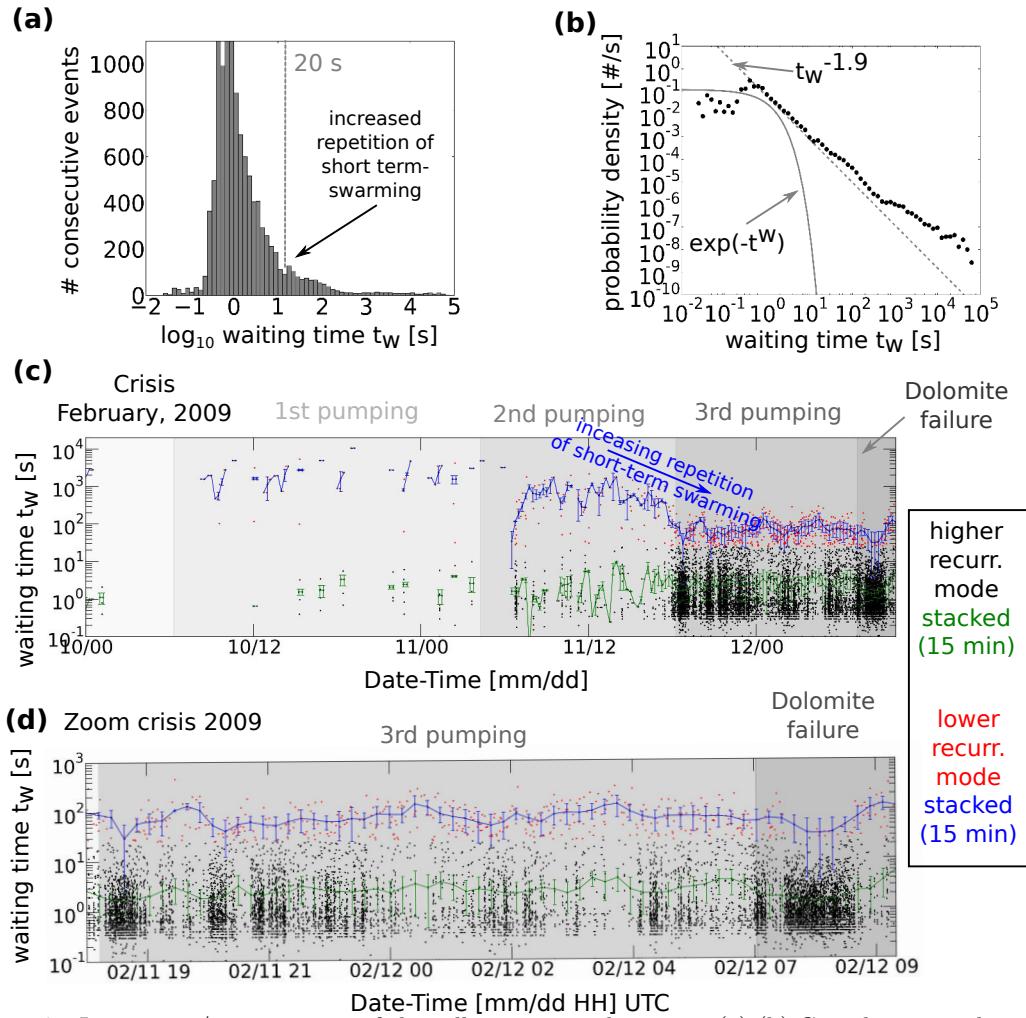 (a)
# consecutive events
1000
800
600
400
200
0
20 s
increased
repetition of
short term-
swarming
−2 −1 0 1 2 3 4 5
log10 waiting time tw [s]
(b)
probability density [#/s]
10^1
10^0
10^-1
10^-2
10^-3
10^-4
10^-5
10^-6
10^-7
10^-8
10^-9
10^-10
tw^-1.9
exp(-t^w)
10^-2 10^-1 10^0 10^1 10^2 10^3 10^4 10^5
waiting time tw [s]
(c)
Crisis
February, 2009
1st pumping
2nd pumping
3rd pumping
Dolomite
failure
inceasing repetition
of short-term swarming
waiting time tw [s]
10^4
10^3
10^2
10^1
10^0
10^-1
10/00 10/12 11/00 11/12 12/00
Date-Time [mm/dd]
higher
recurr.
mode
stacked
(15 min)
lower
recurr.
mode
stacked
(15 min)
(d) Zoom crisis 2009
3rd pumping
Dolomite
failure
waiting time tw [s]
10^3
10^2
10^1
10^0
10^-1
02/11 19 02/11 21 02/12 00 02/12 02 02/12 04 02/12 07 02/12 09
Date-Time [mm/dd HH] UTC